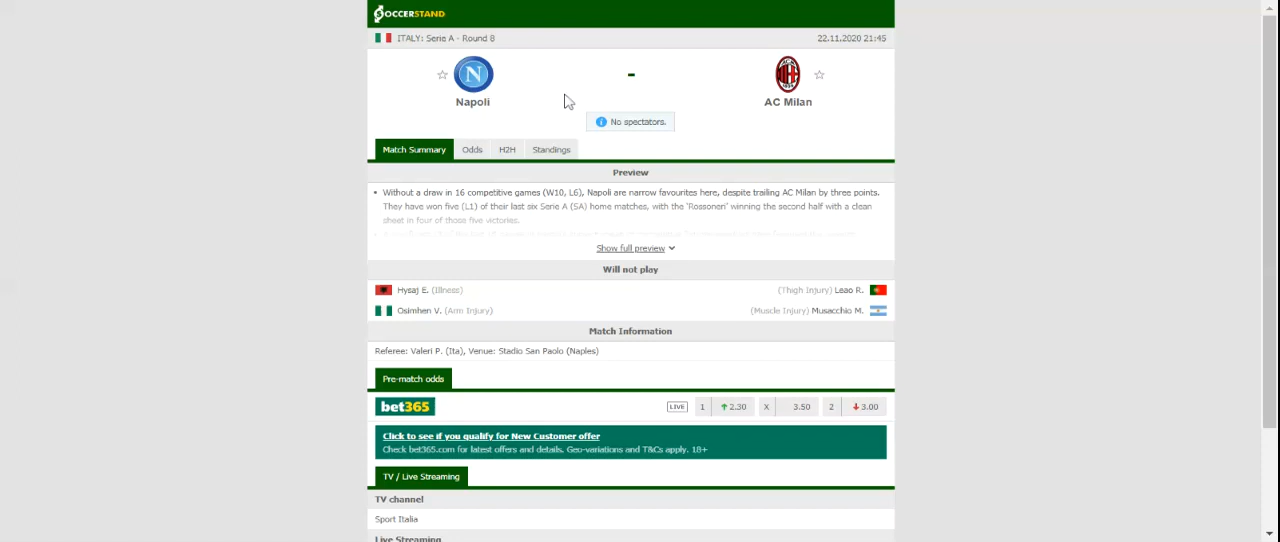 SOCCERSTAND
ITALY: Serie A - Round 8 22.11.2020 21:45
N
Napoli - AC Milan
No spectators.
Match Summary Odds H2H Standings
Preview
Without a draw in 16 competitive games (W10, L6), Napoli are narrow favourites here, despite trailing AC Milan by three points.
They have won five (L1) of their last six Serie A (SA) home matches, with the 'Rossoneri' winning the second half with a clean
sheet in four of those five victories.
Show full preview
Will not play
Hysaj E. (Illness) (Thigh Injury) Leao R.
Osimhen V. (Arm Injury) (Muscle Injury) Musacchio M.
Match Information
Referee: Valeri P. (Ita), Venue: Stadio San Paolo (Naples)
Pre-match odds
bet365 LIVE 1 2.30 X 3.50 2 3.00
Click to see if you qualify for New Customer offer
Check bet365.com for latest offers and details. Geo-variations and T&Cs apply. 18+
TV / Live Streaming
TV channel
Sport Italia
Live Streaming